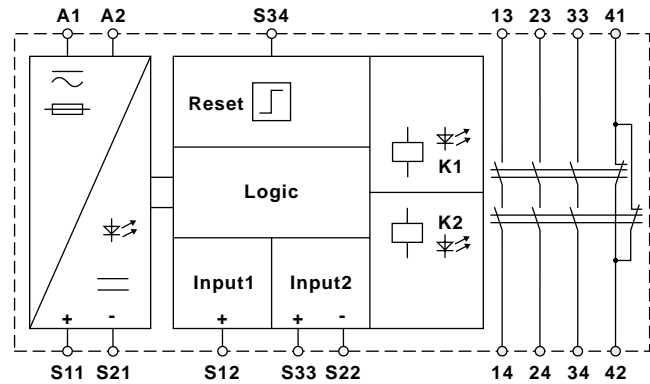 A1 A2 S34 13 23 33 41
Reset
K1
Logic
K2
Input1 Input2
+ - + + -
S11 S21 S12 S33 S22 14 24 34 42